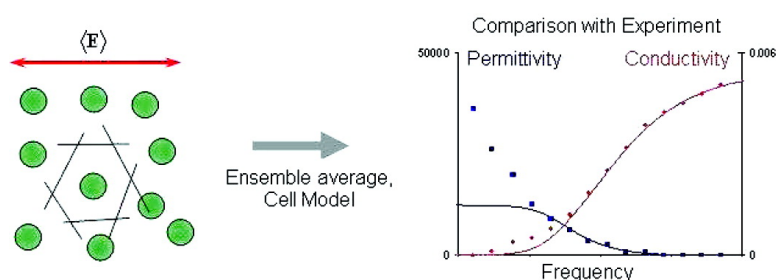 ⟨E⟩
Ensemble average,
Cell Model
Comparison with Experiment
50000
0.006
Permittivity
Conductivity
0
0
Frequency